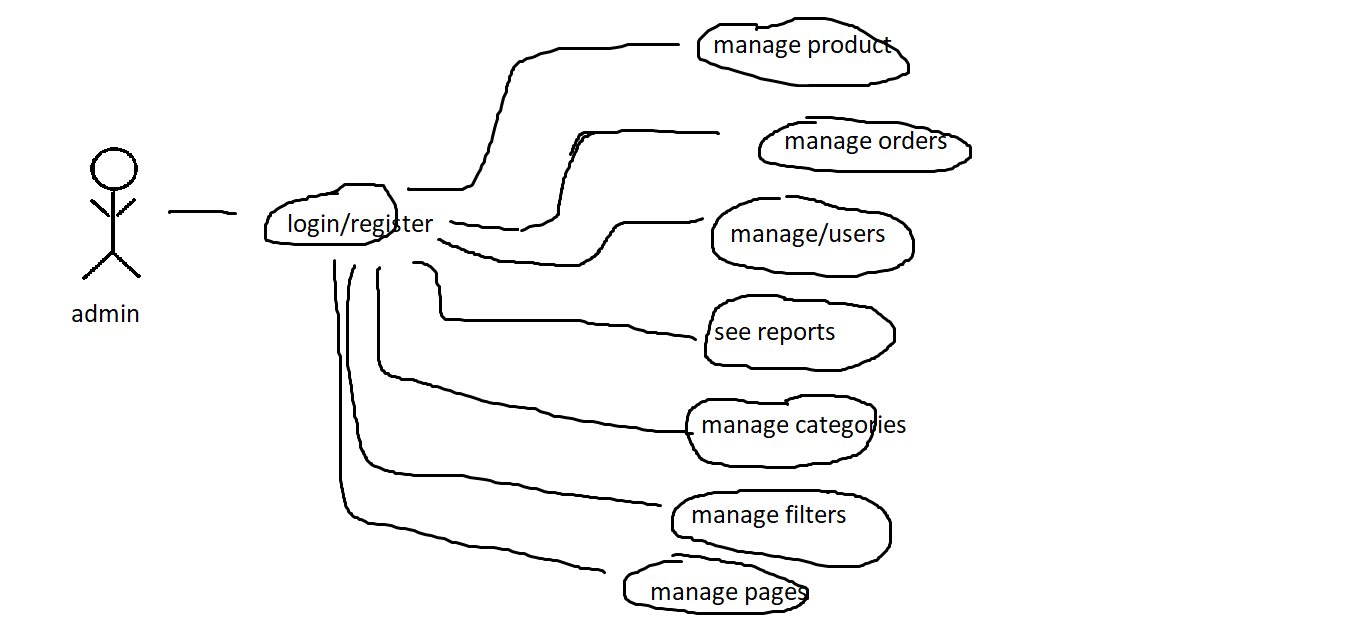 manage product
manage orders
login/register
manage/users
admin
see reports
manage categories
manage filters
manage pages